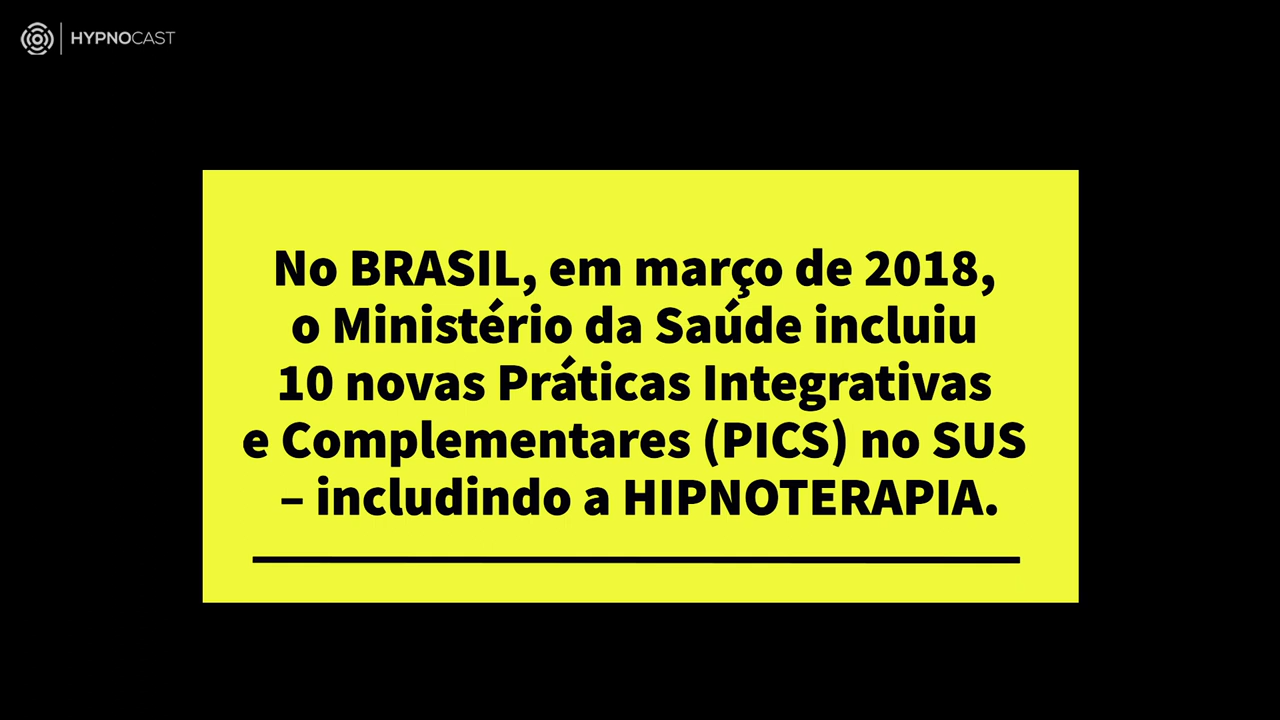 HYPNOCAST
No BRASIL, em março de 2018,
o Ministério da Saúde incluiu
10 novas Práticas Integrativas
e Complementares (PICS) no SUS
– includindo a HIPNOTERAPIA.